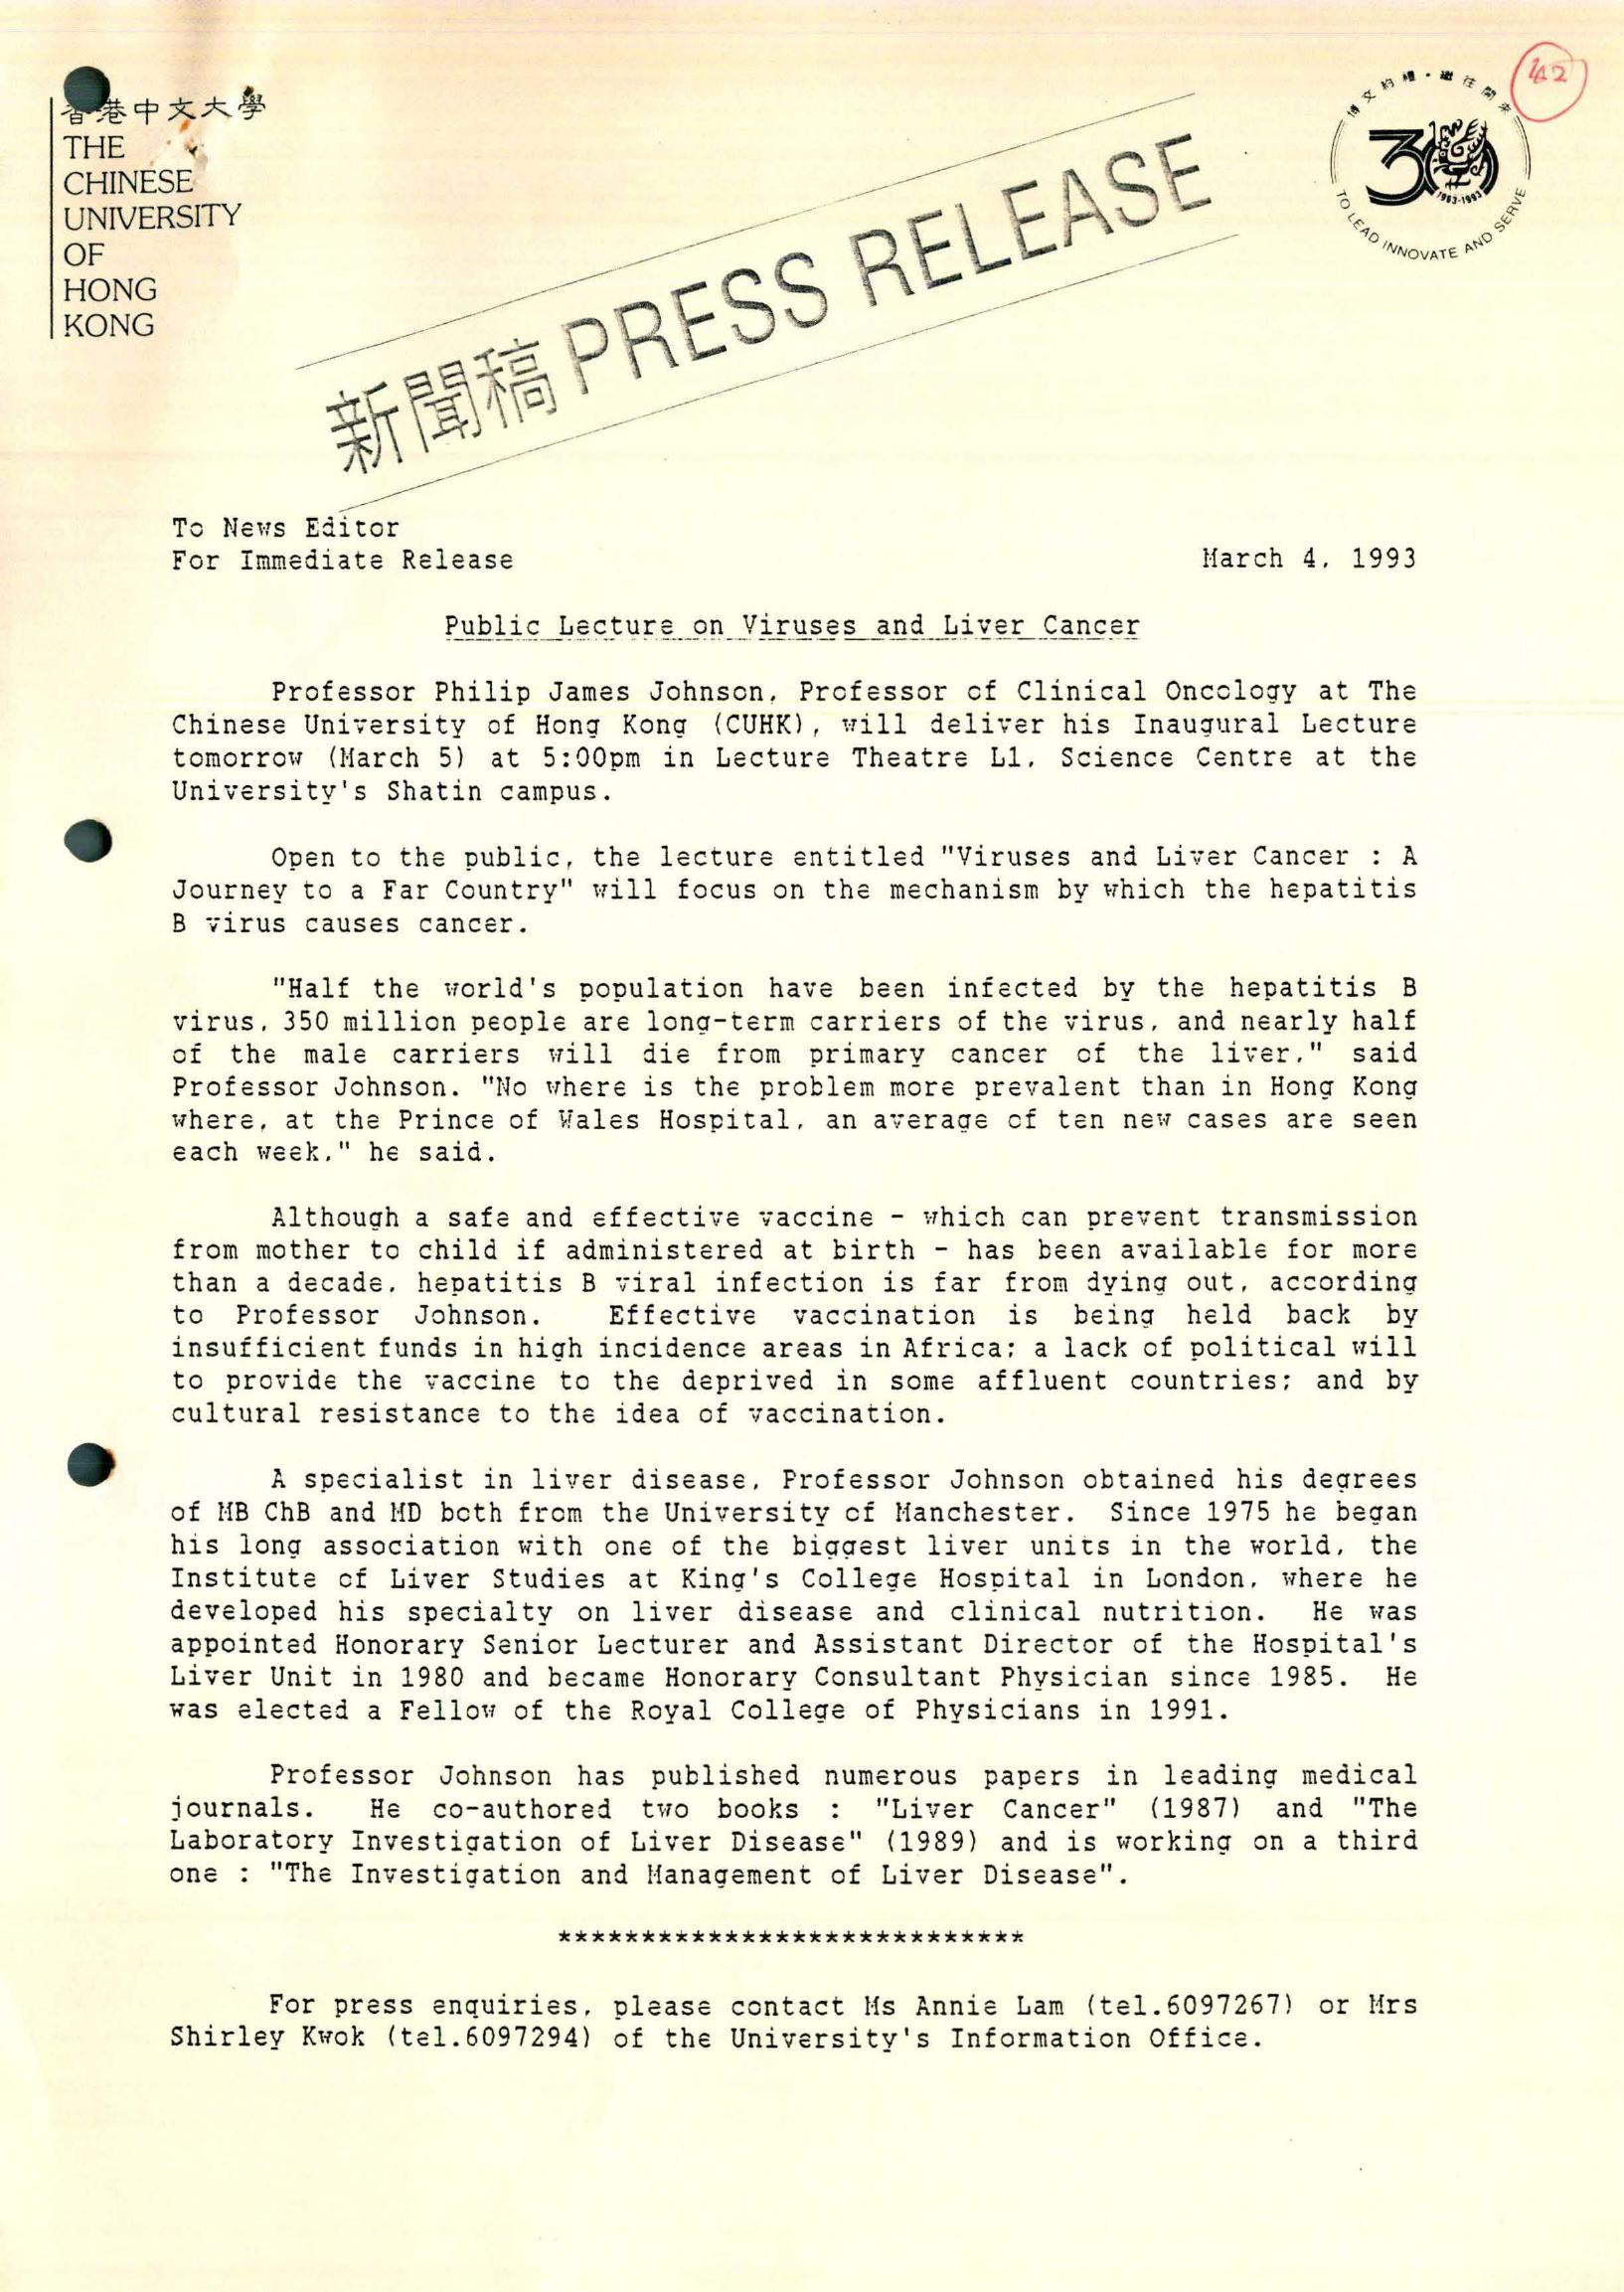 香港中文大學
THE
CHINESE
UNIVERSITY
OF
HONG
KONG
42
博文約禮・繼往開來
30
1963-1993
TO LEAD INNOVATE AND SERVE
新聞稿 PRESS RELEASE
To News Editor
For Immediate Release March 4, 1993
Public Lecture on Viruses and Liver Cancer
Professor Philip James Johnson, Professor of Clinical Oncology at The
Chinese University of Hong Kong (CUHK), will deliver his Inaugural Lecture
tomorrow (March 5) at 5:00pm in Lecture Theatre L1, Science Centre at the
University's Shatin campus.
Open to the public, the lecture entitled "Viruses and Liver Cancer : A
Journey to a Far Country" will focus on the mechanism by which the hepatitis
B virus causes cancer.
"Half the world's population have been infected by the hepatitis B
virus, 350 million people are long-term carriers of the virus, and nearly half
of the male carriers will die from primary cancer of the liver," said
Professor Johnson. "No where is the problem more prevalent than in Hong Kong
where, at the Prince of Wales Hospital, an average of ten new cases are seen
each week," he said.
Although a safe and effective vaccine - which can prevent transmission
from mother to child if administered at birth - has been available for more
than a decade, hepatitis B viral infection is far from dying out, according
to Professor Johnson. Effective vaccination is being held back by
insufficient funds in high incidence areas in Africa; a lack of political will
to provide the vaccine to the deprived in some affluent countries; and by
cultural resistance to the idea of vaccination.
A specialist in liver disease, Professor Johnson obtained his degrees
of MB ChB and MD both from the University of Manchester. Since 1975 he began
his long association with one of the biggest liver units in the world, the
Institute of Liver Studies at King's College Hospital in London, where he
developed his specialty on liver disease and clinical nutrition. He was
appointed Honorary Senior Lecturer and Assistant Director of the Hospital's
Liver Unit in 1980 and became Honorary Consultant Physician since 1985. He
was elected a Fellow of the Royal College of Physicians in 1991.
Professor Johnson has published numerous papers in leading medical
journals. He co-authored two books : "Liver Cancer" (1987) and "The
Laboratory Investigation of Liver Disease" (1989) and is working on a third
one : "The Investigation and Management of Liver Disease".
****************************
For press enquiries, please contact Ms Annie Lam (tel.6097267) or Mrs
Shirley Kwok (tel.6097294) of the University's Information Office.